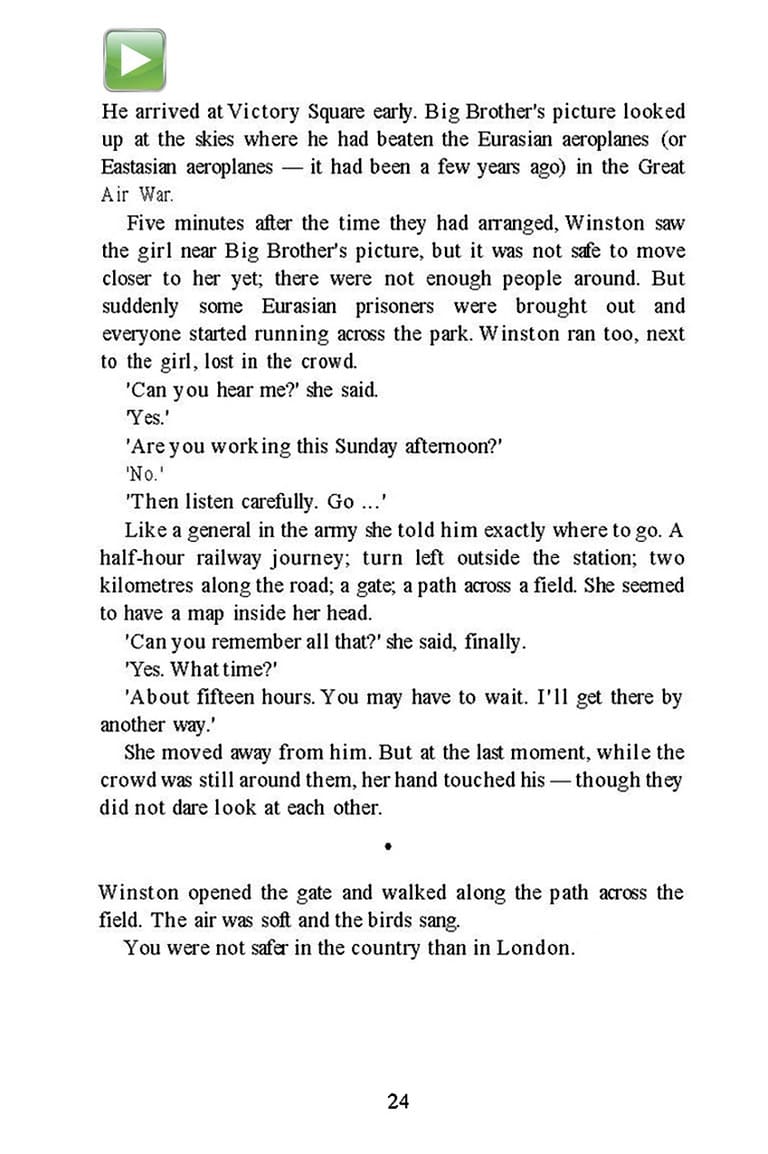 He arrived at Victory Square early. Big Brother's picture looked
up at the skies where he had beaten the Eurasian aeroplanes (or
Eastasian aeroplanes — it had been a few years ago) in the Great
Air War.
Five minutes after the time they had arranged, Winston saw
the girl near Big Brother's picture, but it was not safe to move
closer to her yet; there were not enough people around. But
suddenly some Eurasian prisoners were brought out and
everyone started running across the park. Winston ran too, next
to the girl, lost in the crowd.
'Can you hear me?' she said.
'Yes.'
'Are you working this Sunday afternoon?'
'No.'
'Then listen carefully. Go ...'
Like a general in the army she told him exactly where to go. A
half-hour railway journey; turn left outside the station; two
kilometres along the road; a gate; a path across a field. She seemed
to have a map inside her head.
'Can you remember all that?' she said, finally.
'Yes. What time?'
'About fifteen hours. You may have to wait. I'll get there by
another way.'
She moved away from him. But at the last moment, while the
crowd was still around them, her hand touched his — though they
did not dare look at each other.
•
Winston opened the gate and walked along the path across the
field. The air was soft and the birds sang.
You were not safer in the country than in London.
24